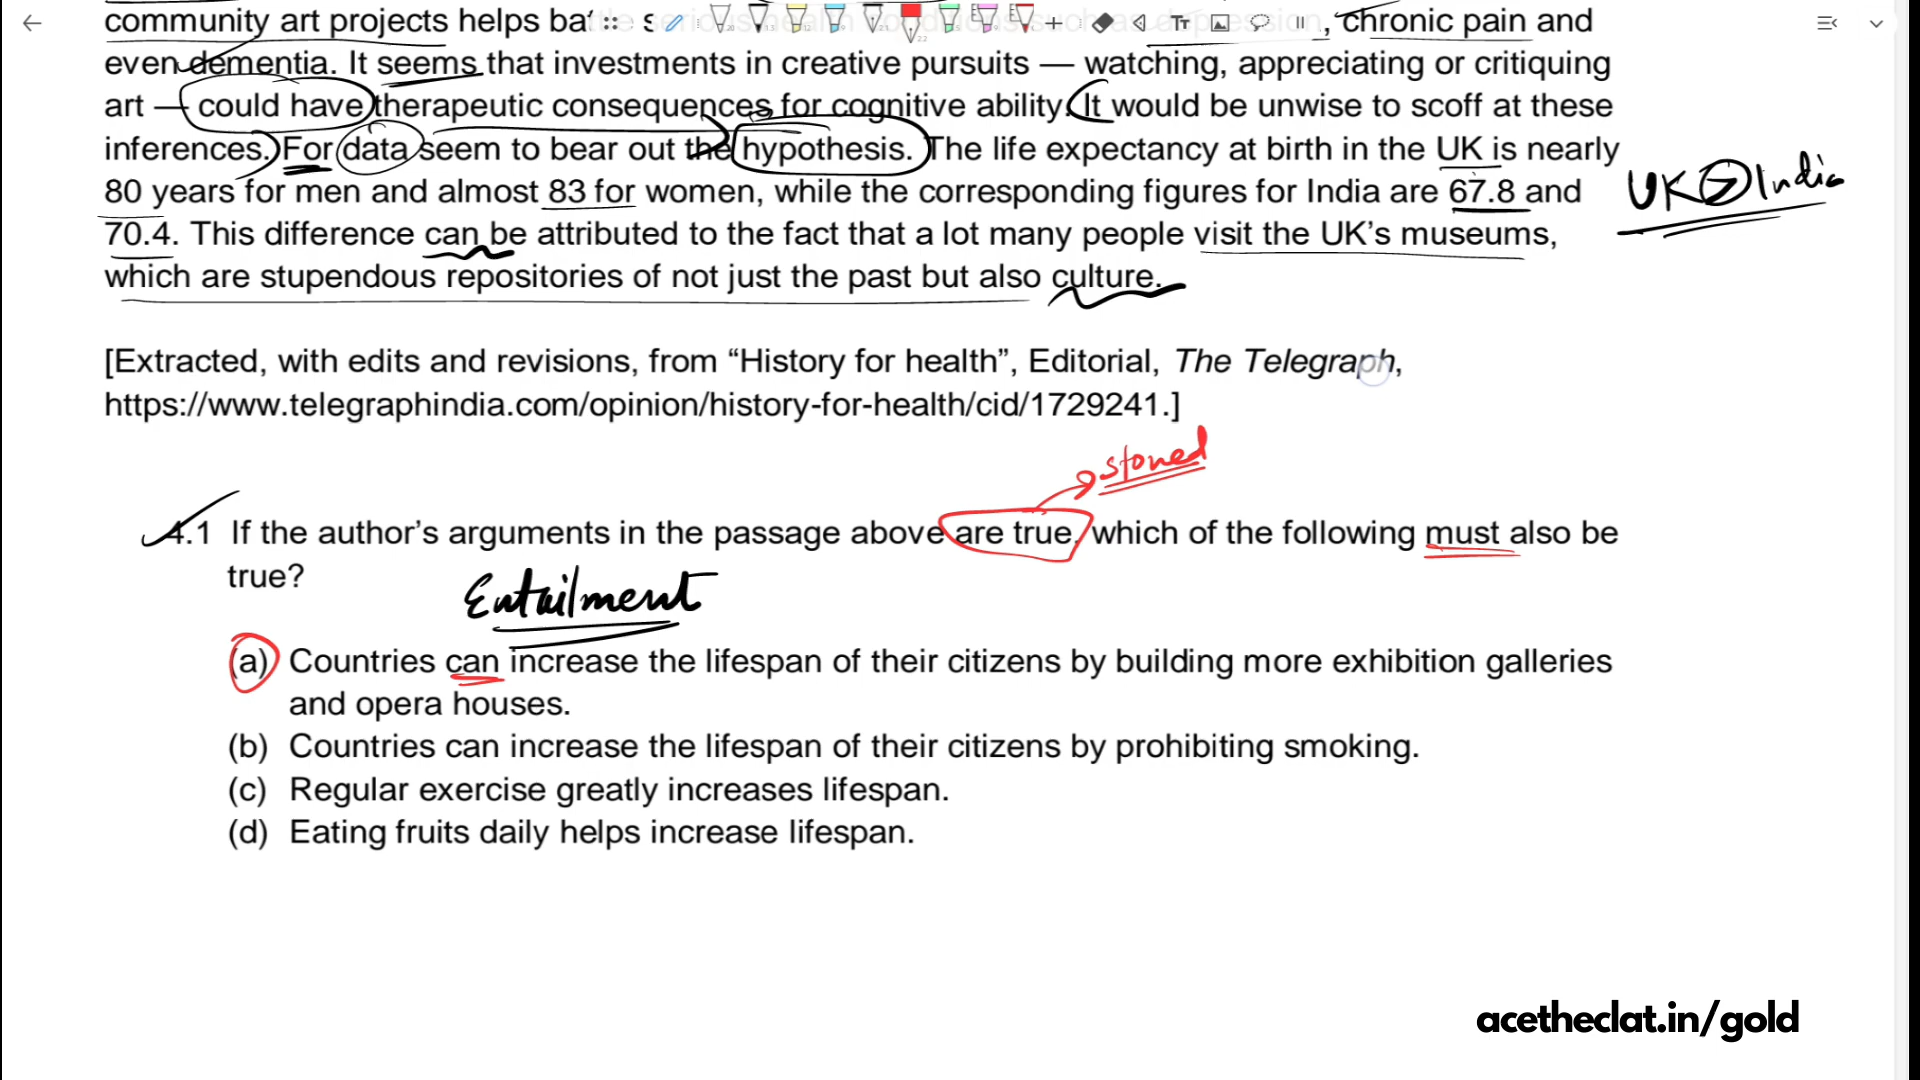 community art projects helps bat s , chronic pain and
even dementia. It seems that investments in creative pursuits — watching, appreciating or critiquing
art — could have therapeutic consequences for cognitive ability. It would be unwise to scoff at these
inferences. For data seem to bear out the hypothesis. The life expectancy at birth in the UK is nearly
80 years for men and almost 83 for women, while the corresponding figures for India are 67.8 and
UK > India
70.4. This difference can be attributed to the fact that a lot many people visit the UK’s museums,
which are stupendous repositories of not just the past but also culture.
[Extracted, with edits and revisions, from “History for health”, Editorial, The Telegraph,
https://www.telegraphindia.com/opinion/history-for-health/cid/1729241.]
stoned
4.1 If the author’s arguments in the passage above are true, which of the following must also be
true?
Entailment
(a) Countries can increase the lifespan of their citizens by building more exhibition galleries
and opera houses.
(b) Countries can increase the lifespan of their citizens by prohibiting smoking.
(c) Regular exercise greatly increases lifespan.
(d) Eating fruits daily helps increase lifespan.
acetheclat.in/gold